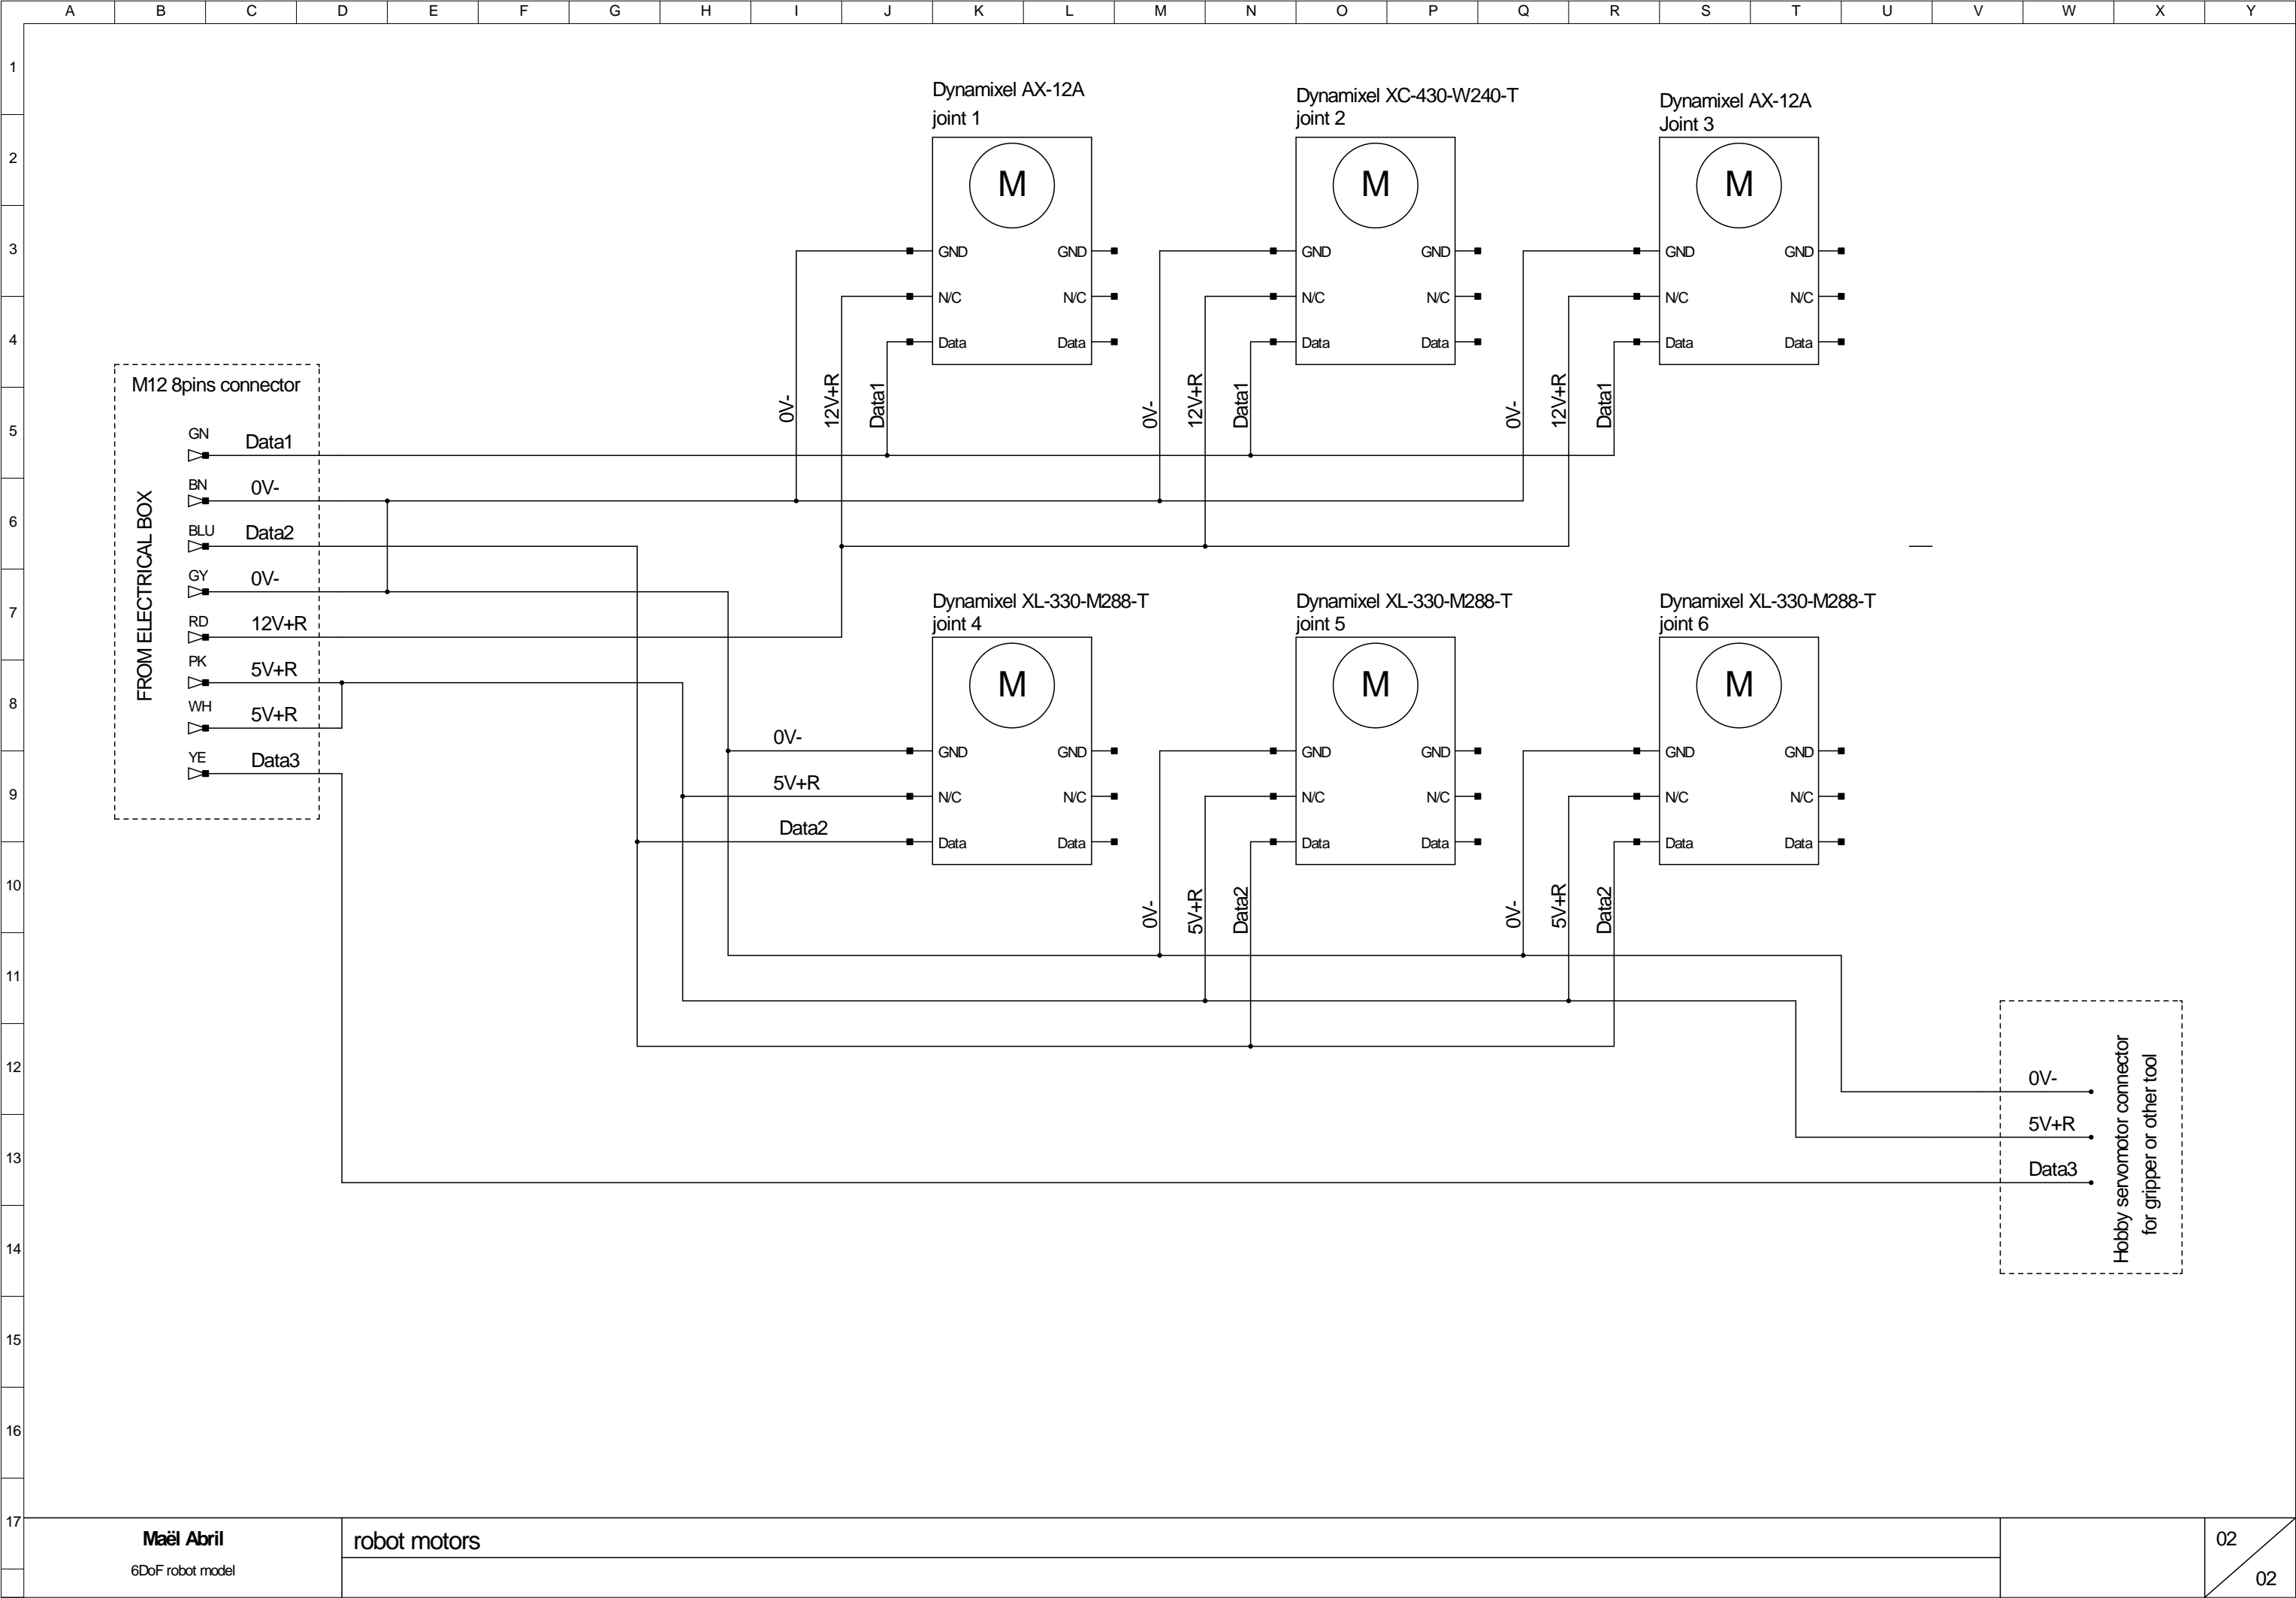 A B C D E F G H I J K L M N O P Q R S T U V W X Y
1
2
3
4
5
6
7
8
9
10
11
12
13
14
15
16
17
Dynamixel AX-12A
joint 1
M
GND GND
N/C N/C
Data Data
0V-
12V+R
Data1
Dynamixel XC-430-W240-T
joint 2
M
GND GND
N/C N/C
Data Data
0V-
12V+R
Data1
Dynamixel AX-12A
Joint 3
M
GND GND
N/C N/C
Data Data
0V-
12V+R
Data1
M12 8pins connector
FROM ELECTRICAL BOX
GN Data1
BN 0V-
BLU Data2
GY 0V-
RD 12V+R
PK 5V+R
WH 5V+R
YE Data3
Dynamixel XL-330-M288-T
joint 4
M
0V- GND GND
5V+R N/C N/C
Data2 Data Data
Dynamixel XL-330-M288-T
joint 5
M
GND GND
N/C N/C
Data Data
0V-
5V+R
Data2
Dynamixel XL-330-M288-T
joint 6
M
GND GND
N/C N/C
Data Data
0V-
5V+R
Data2
0V-
5V+R
Data3
Hobby servomotor connector
for gripper or other tool
Maël Abril
6DoF robot model
robot motors
02
02